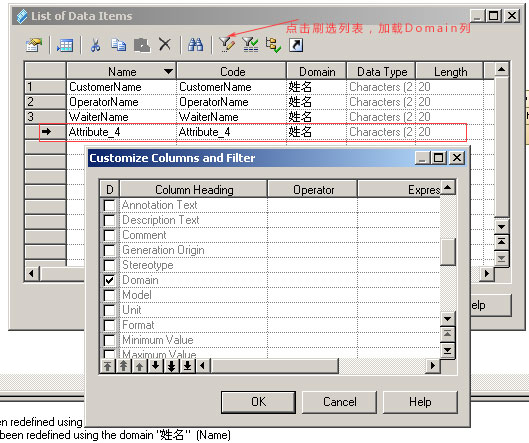 List of Data Items
点击刷选列表，加载Domain列
Name Code Domain Data Type Length
1 CustomerName CustomerName 姓名 Characters (2 20
2 OperatorName OperatorName 姓名 Characters (2 20
3 WaiterName WaiterName 姓名 Characters (2 20
Attribute_4 Attribute_4 姓名 Characters (2 20
Customize Columns and Filter
D Column Heading Operator Expres
Annotation Text
Description Text
Comment
Generation Origin
Stereotype
Domain
Model
Unit
Format
Minimum Value
Maximum Value
elp
OK Cancel Help
en redefined using
been redefined using the domain '姓名'' (Name)